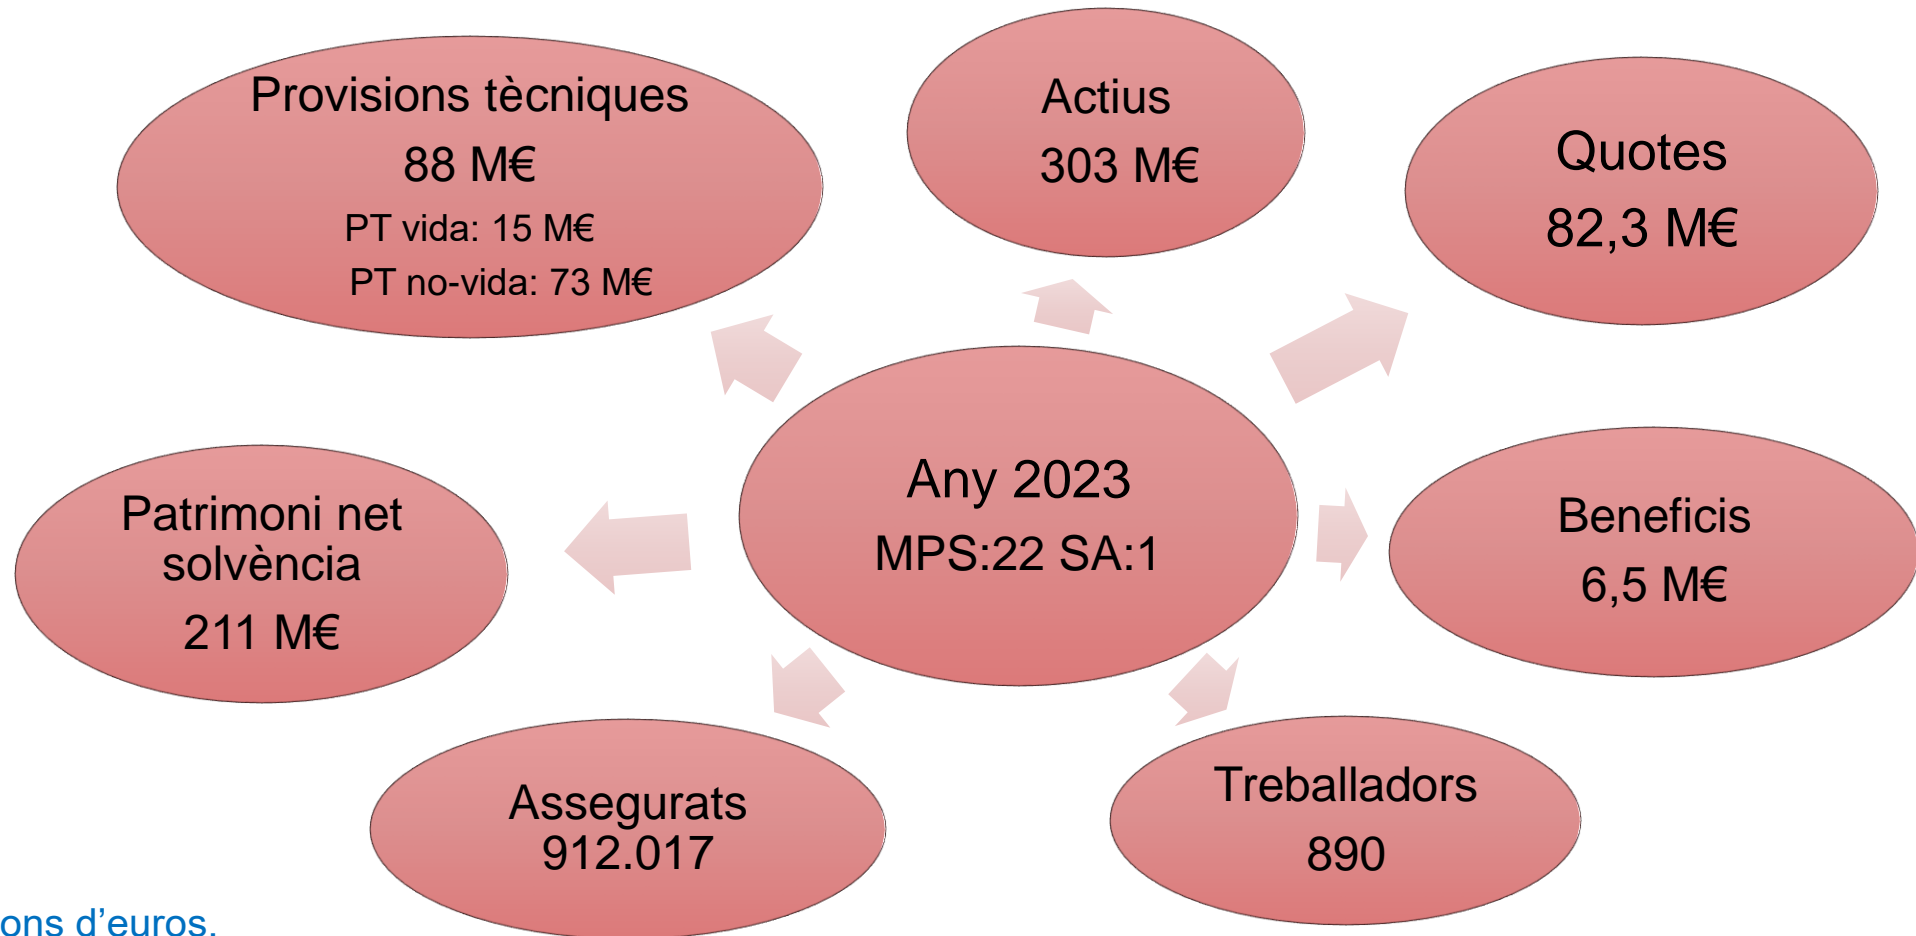 Provisions tècniques
88 M€
PT vida: 15 M€
PT no-vida: 73 M€
Actius
303 M€
Quotes
82,3 M€
Any 2023
MPS:22 SA:1
Patrimoni net
solvència
211 M€
Beneficis
6,5 M€
Assegurats
912.017
Treballadors
890
d’euros.